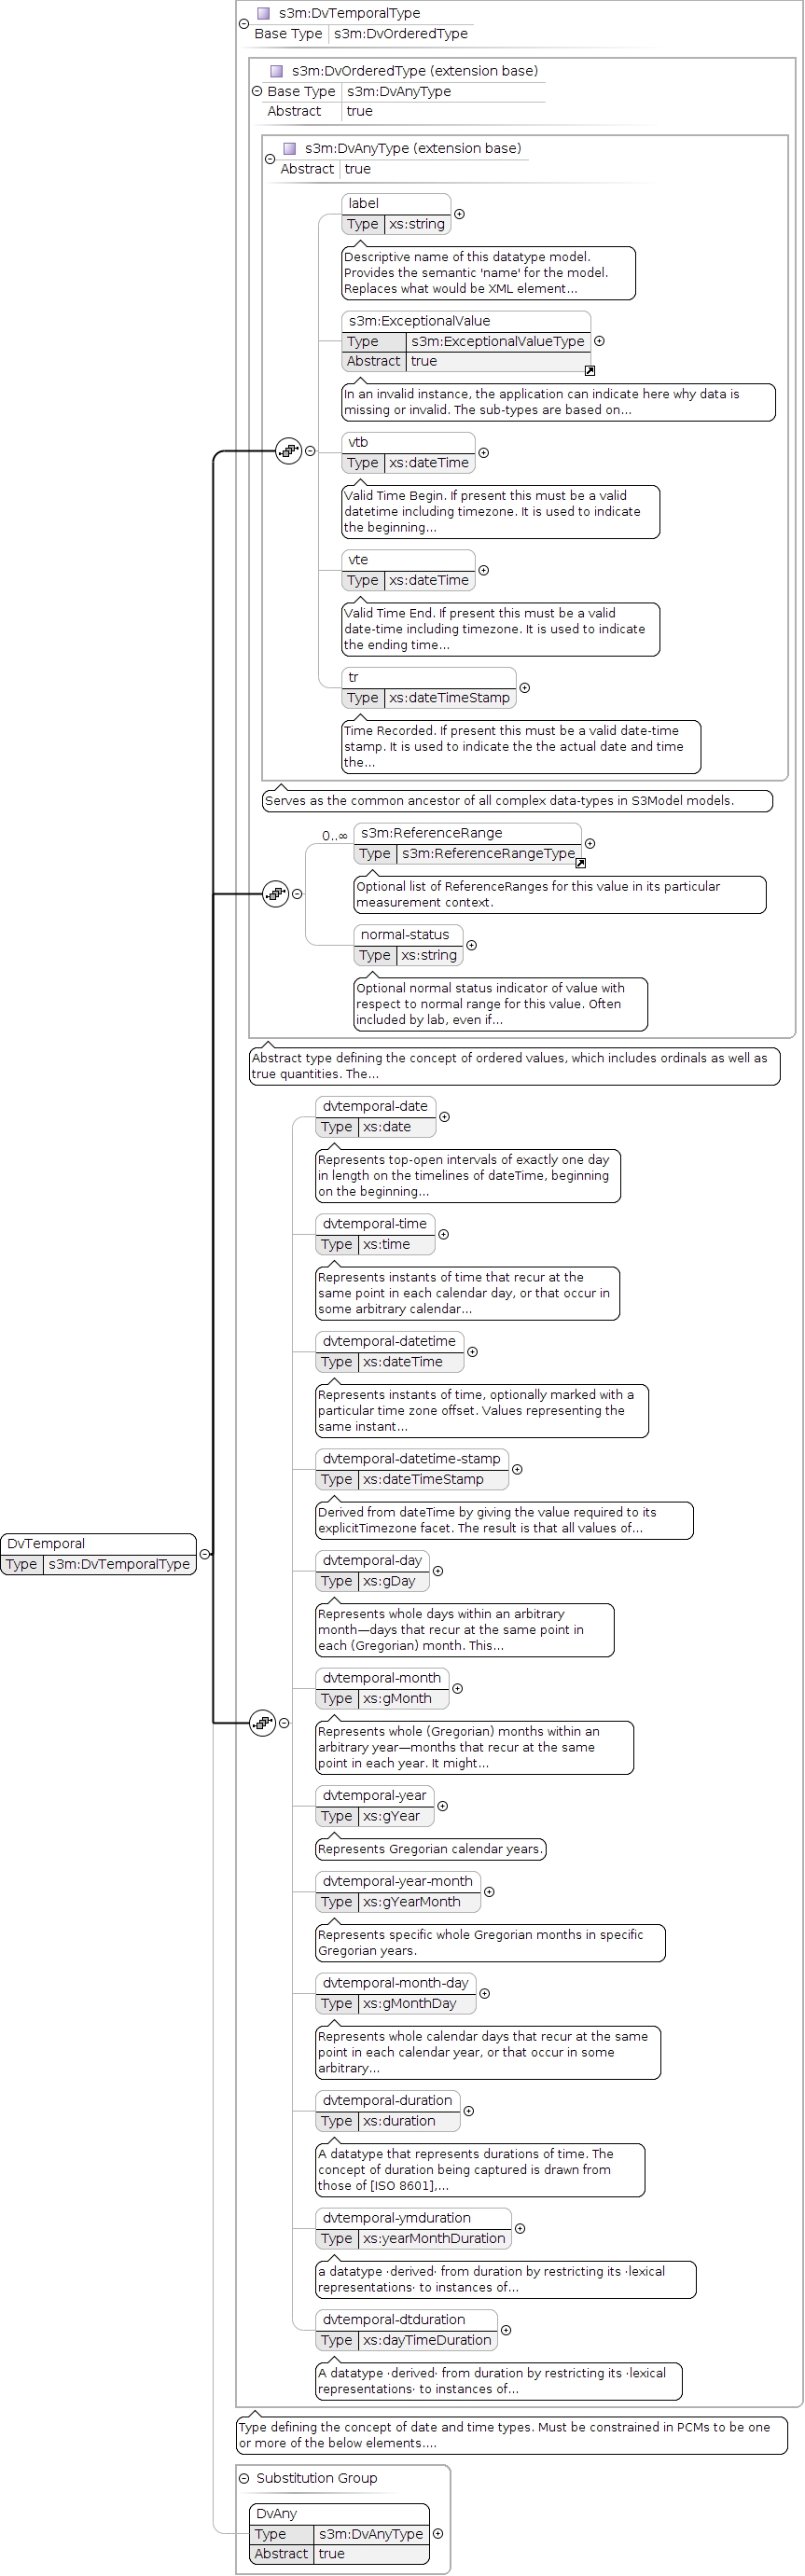 s3m:DvTemporalType
Base Type s3m:DvOrderedType
s3m:DvOrderedType (extension base)
Base Type s3m:DvAnyType
Abstract true
s3m:DvAnyType (extension base)
Abstract true
label
Type xs:string
Descriptive name of this datatype model.
Provides the semantic 'name' for the model.
Replaces what would be XML element...
s3m:ExceptionalValue
Type s3m:ExceptionalValueType
Abstract true
In an invalid instance, the application can indicate here why data is
missing or invalid. The sub-types are based on...
vtb
Type xs:dateTime
Valid Time Begin. If present this must be a valid
datetime including timezone. It is used to indicate
the beginning...
vte
Type xs:dateTime
Valid Time End. If present this must be a valid
date-time including timezone. It is used to indicate
the ending time...
tr
Type xs:dateTimeStamp
Time Recorded. If present this must be a valid date-time
stamp. It is used to indicate the the actual date and time
the...
Serves as the common ancestor of all complex data-types in S3Model models.
0..∞
s3m:ReferenceRange
Type s3m:ReferenceRangeType
Optional list of ReferenceRanges for this value in its particular
measurement context.
normal-status
Type xs:string
Optional normal status indicator of value with
respect to normal range for this value. Often
included by lab, even if...
Abstract type defining the concept of ordered values, which includes ordinals as well as
true quantities. The...
dvtemporal-date
Type xs:date
Represents top-open intervals of exactly one day
in length on the timelines of dateTime, beginning
on the beginning...
dvtemporal-time
Type xs:time
Represents instants of time that recur at the
same point in each calendar day, or that occur in
some arbitrary calendar...
dvtemporal-datetime
Type xs:dateTime
Represents instants of time, optionally marked with a
particular time zone offset. Values representing the
same instant...
dvtemporal-datetime-stamp
Type xs:dateTimeStamp
Derived from dateTime by giving the value required to its
explicitTimezone facet. The result is that all values of...
DvTemporal
Type s3m:DvTemporalType
dvtemporal-day
Type xs:gDay
Represents whole days within an arbitrary
month—days that recur at the same point in
each (Gregorian) month. This...
dvtemporal-month
Type xs:gMonth
Represents whole (Gregorian) months within an
arbitrary year—months that recur at the same
point in each year. It might...
dvtemporal-year
Type xs:gYear
Represents Gregorian calendar years.
dvtemporal-year-month
Type xs:gYearMonth
Represents specific whole Gregorian months in specific
Gregorian years.
dvtemporal-month-day
Type xs:gMonthDay
Represents whole calendar days that recur at the same
point in each calendar year, or that occur in some
arbitrary...
dvtemporal-duration
Type xs:duration
A datatype that represents durations of time. The
concept of duration being captured is drawn from
those of [ISO 8601],...
dvtemporal-ymduration
Type xs:yearMonthDuration
a datatype ·derived· from duration by restricting its ·lexical
representations· to instances of...
dvtemporal-dtduration
Type xs:dayTimeDuration
A datatype ·derived· from duration by restricting its ·lexical
representations· to instances of...
Type defining the concept of date and time types. Must be constrained in PCMs to be one
or more of the below elements....
Substitution Group
DvAny
Type s3m:DvAnyType
Abstract true